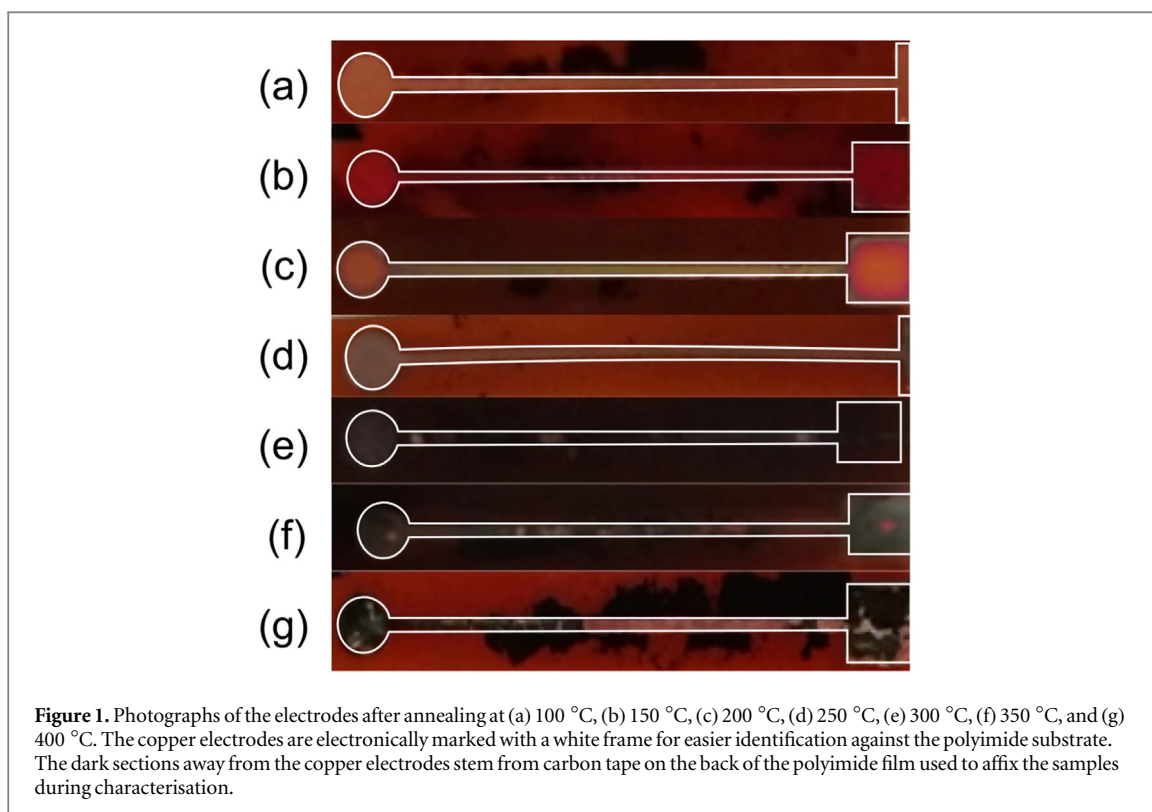 (a)
(b)
(c)
(d)
(e)
(f)
(g)
Figure 1. Photographs of the electrodes after annealing at (a) 100 °C, (b) 150 °C, (c) 200 °C, (d) 250 °C, (e) 300 °C, (f) 350 °C, and (g)
400 °C. The copper electrodes are electronically marked with a white frame for easier identification against the polyimide substrate.
The dark sections away from the copper electrodes stem from carbon tape on the back of the polyimide film used to affix the samples
during characterisation.